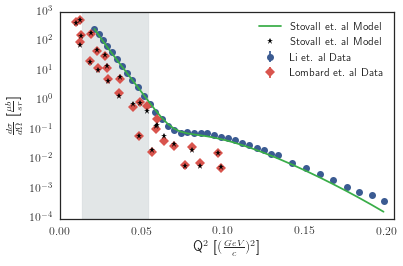 10³
10²
10¹
10⁰
10⁻¹
10⁻²
10⁻³
10⁻⁴
dσ/dΩ [μb/sr]
Stovall et. al Model
Stovall et. al Model
Li et. al Data
Lombard et. al Data
0.00 0.05 0.10 0.15 0.20
Q² [(GeV/c)²]